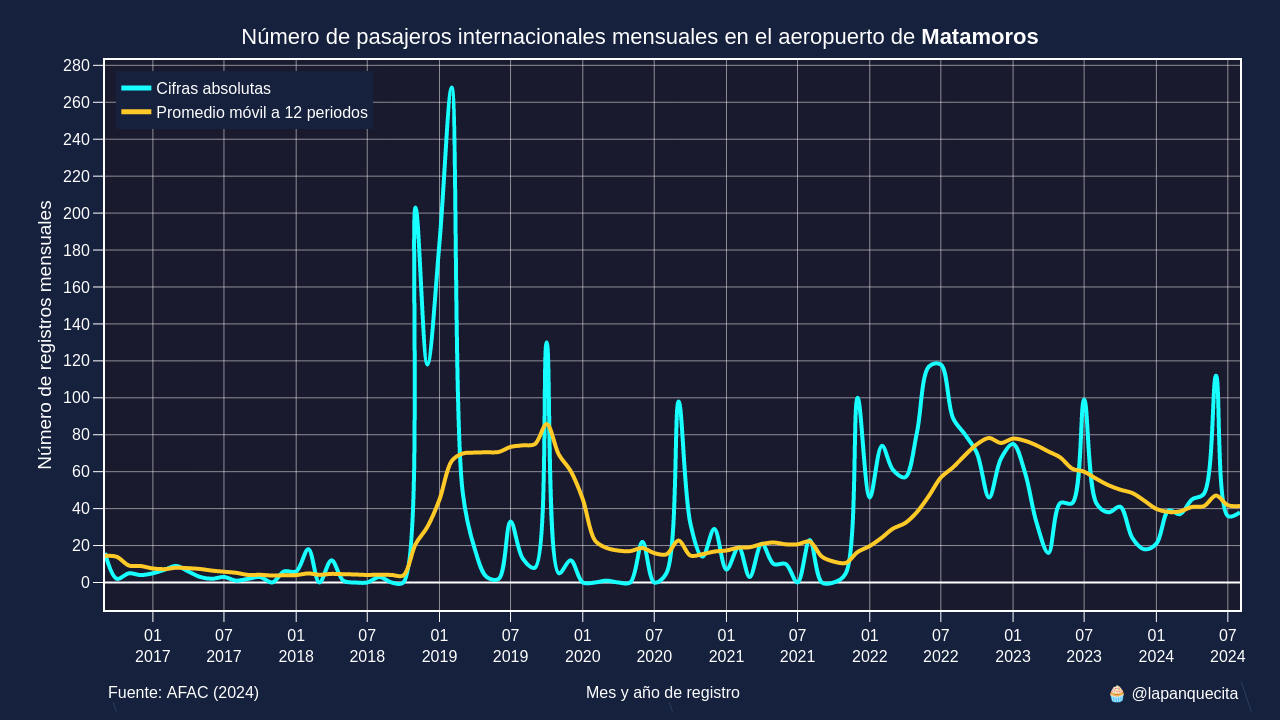 Número de pasajeros internacionales mensuales en el aeropuerto de Matamoros
Cifras absolutas
Promedio móvil a 12 periodos
Número de registros mensuales
280
260
240
220
200
180
160
140
120
100
80
60
40
20
0
01 07 01 07 01 07 01 07 01 07 01 07 01 07 01 07
2017 2017 2018 2018 2019 2019 2020 2020 2021 2021 2022 2022 2023 2023 2024 2024
Fuente: AFAC (2024) Mes y año de registro 🧁 @lapanquecita